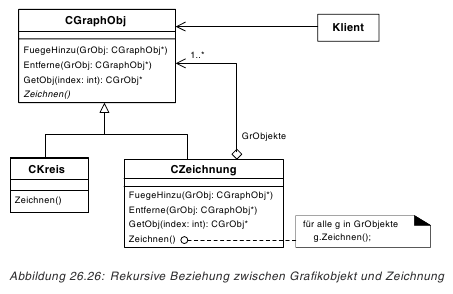 CGraphObj
Klient
FuegeHinzu(GrObj: CGraphObj*)
Entferne(GrObj: CGraphObj*)
GetObj(index: int): CGrObj*
Zeichnen()
1..*
GrObjekte
CKreis
Zeichnen()
CZeichnung
FuegeHinzu(GrObj: CGraphObj*)
Entferne(GrObj: CGraphObj*)
GetObj(index: int): CGrObj*
Zeichnen()
für alle g in GrObjekte
g.Zeichnen();
Abbildung 26.26: Rekursive Beziehung zwischen Grafikobjekt und Zeichnung